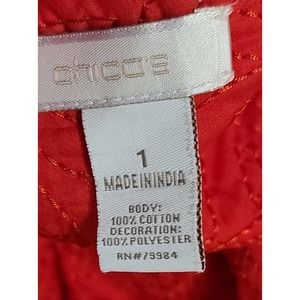 chico's
1
MADE IN INDIA
BODY:
100% COTTON
DECORATION:
100% POLYESTER
RN#79984